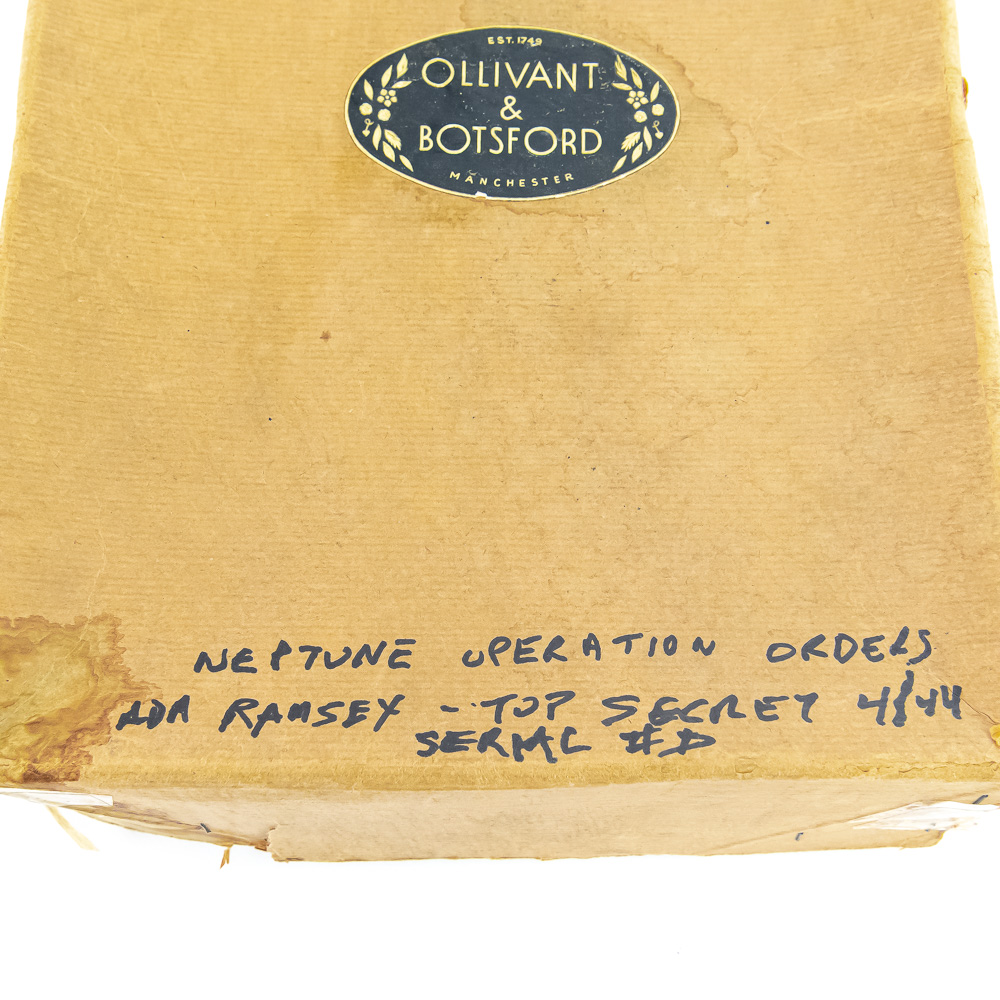 EST. 1749
OLLIVANT
&
BOTSFORD
MANCHESTER
NEPTUNE OPERATION ORDERS
ADM RAMSEY - TOP SECRET 4/44
SERIAL #D